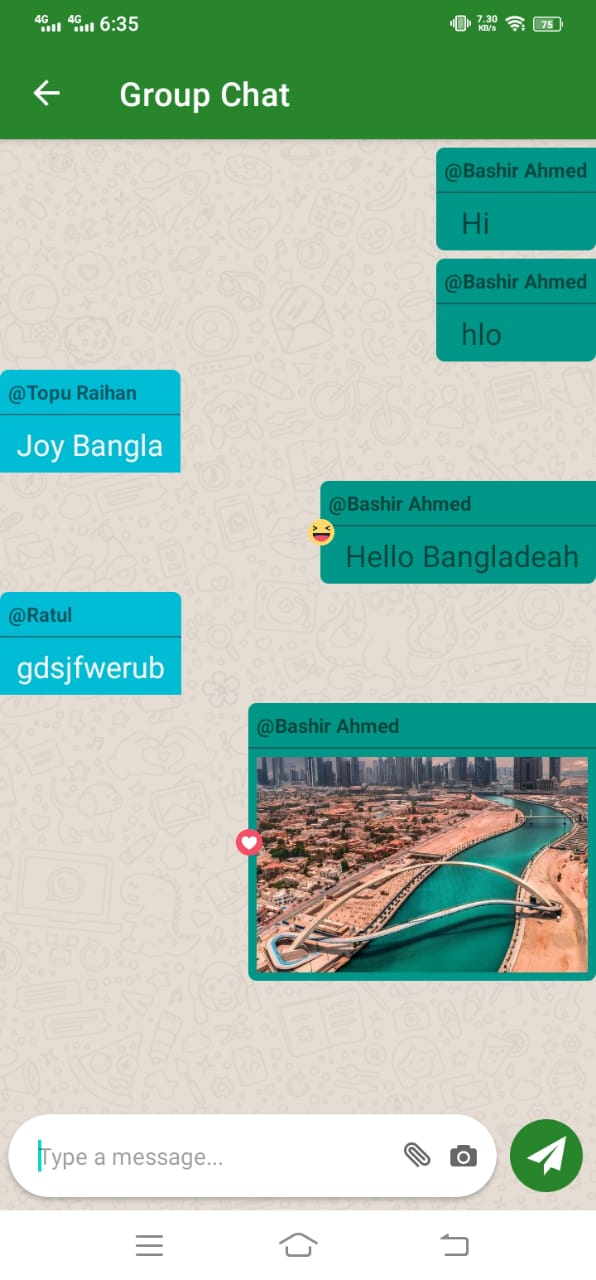 4G 4G 6:35 7.30 KB/s 75
Group Chat
@Bashir Ahmed
Hi
@Bashir Ahmed
hlo
@Topu Raihan
Joy Bangla
@Bashir Ahmed
Hello Bangladeah
@Ratul
gdsjfwerub
@Bashir Ahmed
Type a message...